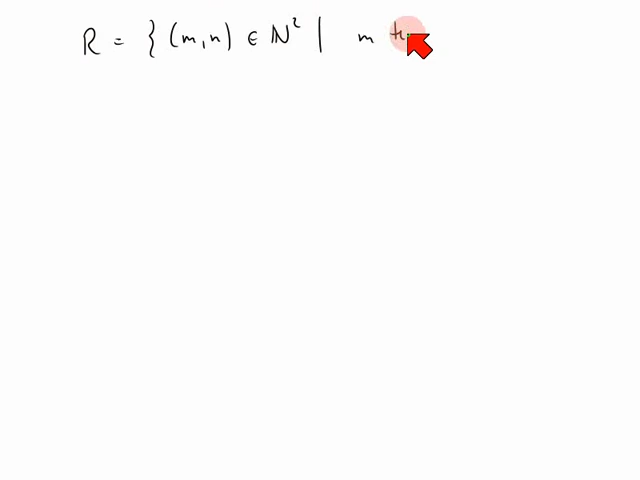 R = { (m,n) ∈ ℕ² | m